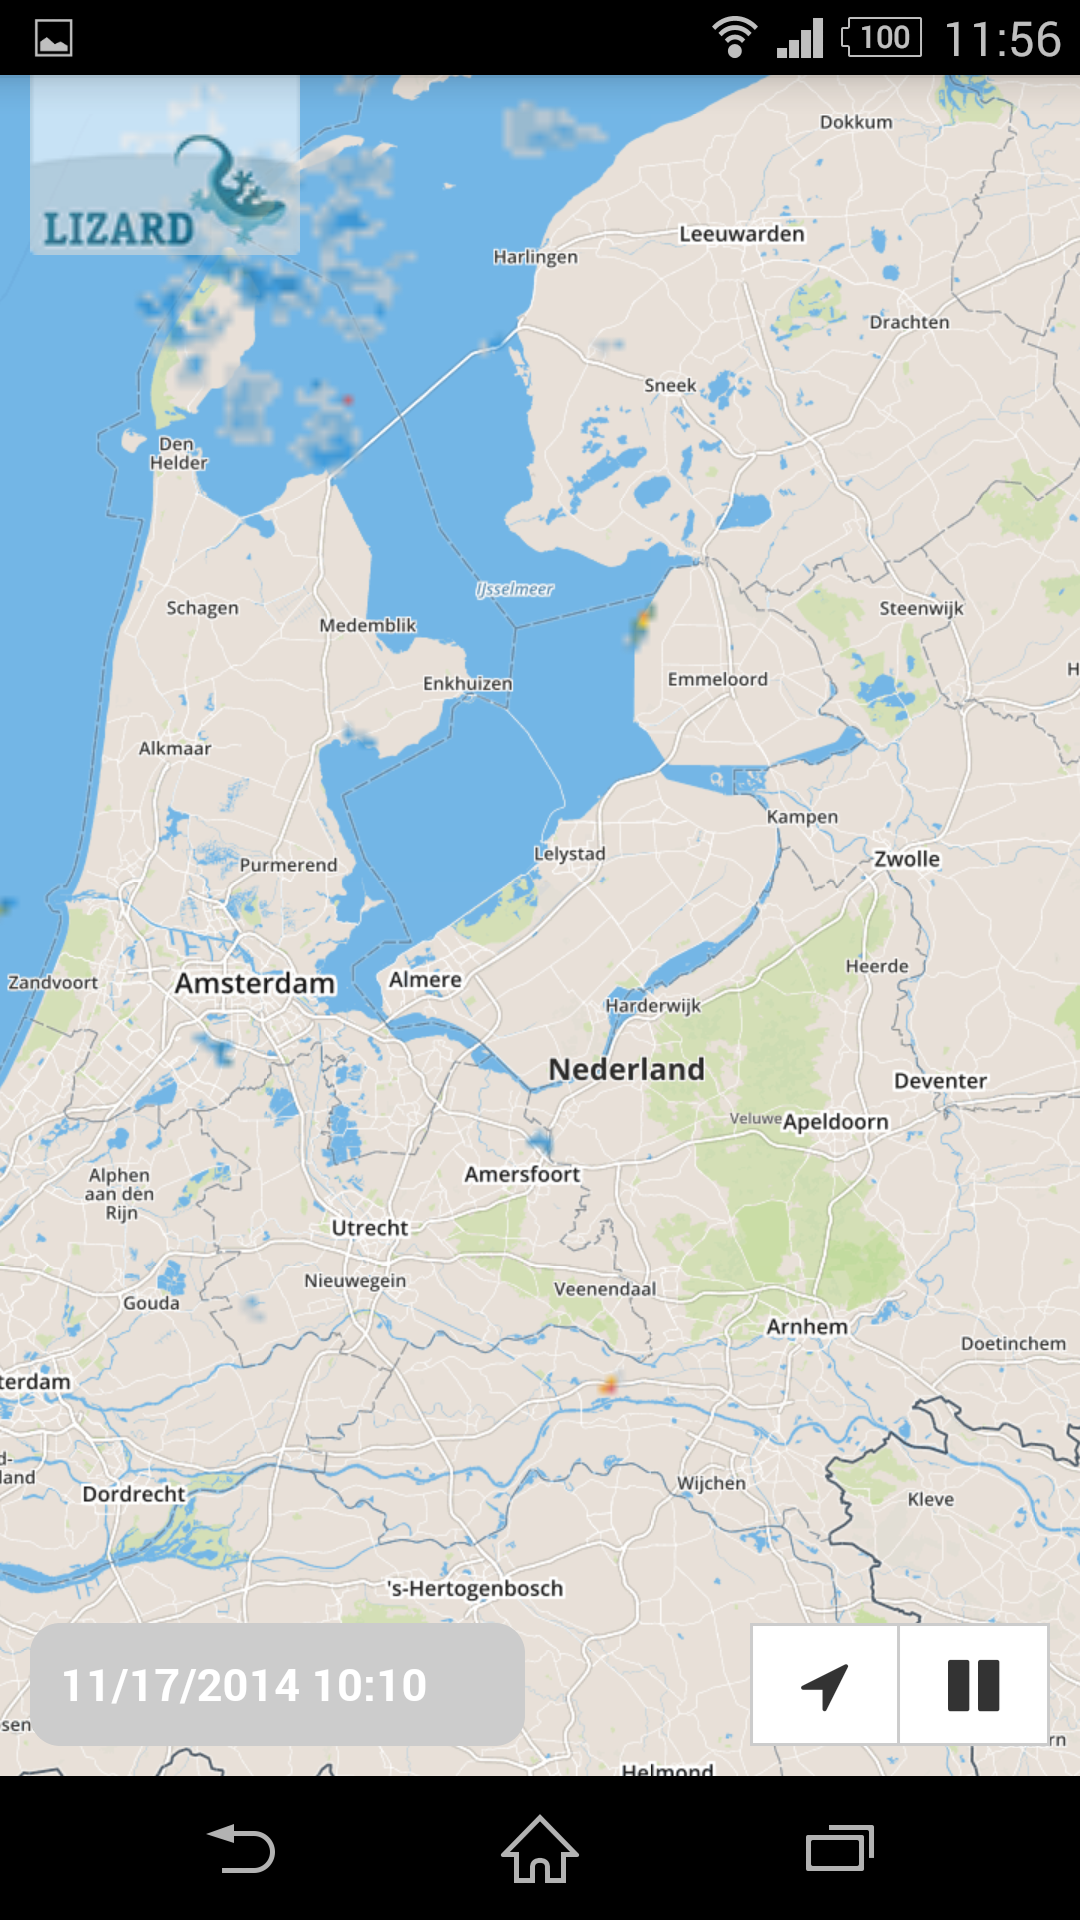 100 11:56
LIZARD
Dokkum
Leeuwarden
Harlingen
Drachten
Sneek
Den
Helder
IJsselmeer
Schagen
Medemblik
Steenwijk
Enkhuizen
Emmeloord
H
Alkmaar
Kampen
Lelystad
Purmerend
Zwolle
Heerde
Zandvoort
Amsterdam
Almere
Harderwijk
Nederland
Deventer
Veluwe
Apeldoorn
Amersfoort
Alphen
aan den
Rijn
Utrecht
Nieuwegein
Veenendaal
Gouda
Arnhem
Doetinchem
terdam
d-
land
Wijchen
Dordrecht
Kleve
's-Hertogenbosch
11/17/2014 10:10
sen
rn
Helmond